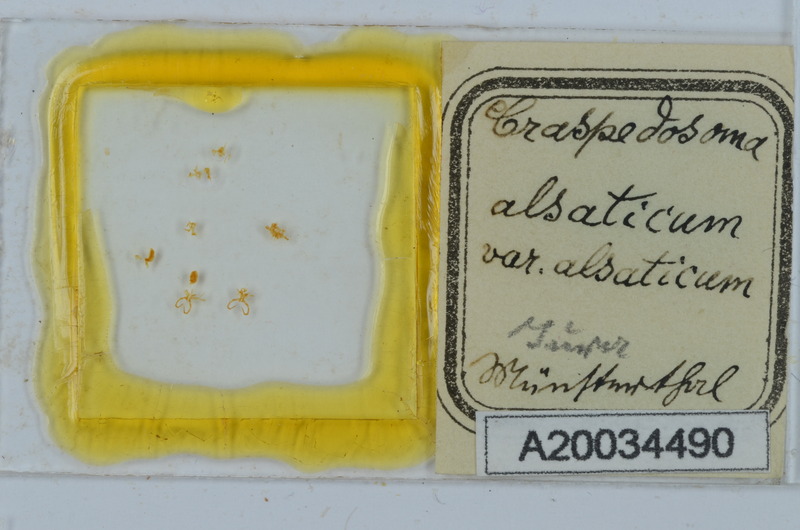 Craspedosoma
alsaticum
var. alsaticum
Münsterthal
A20034490